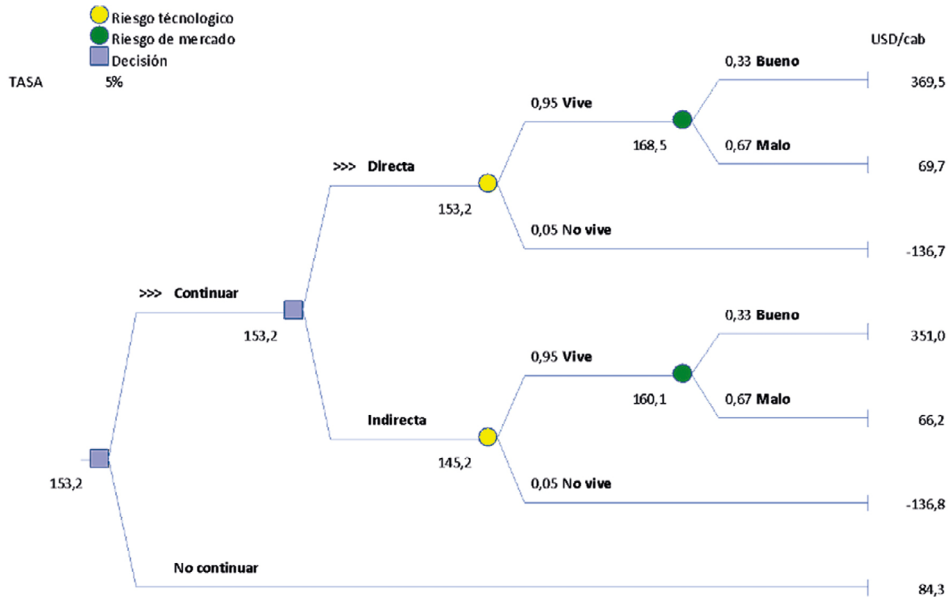 Riesgo técnologico
Riesgo de mercado
Decisión
TASA 5%
USD/cab
0,33 Bueno
369,5
0,95 Vive
168,5
0,67 Malo
69,7
>>> Directa
153,2
0,05 No vive
-136,7
>>> Continuar
153,2
0,33 Bueno
351,0
0,95 Vive
160,1
0,67 Malo
66,2
Indirecta
145,2
0,05 No vive
-136,8
153,2
No continuar
84,3